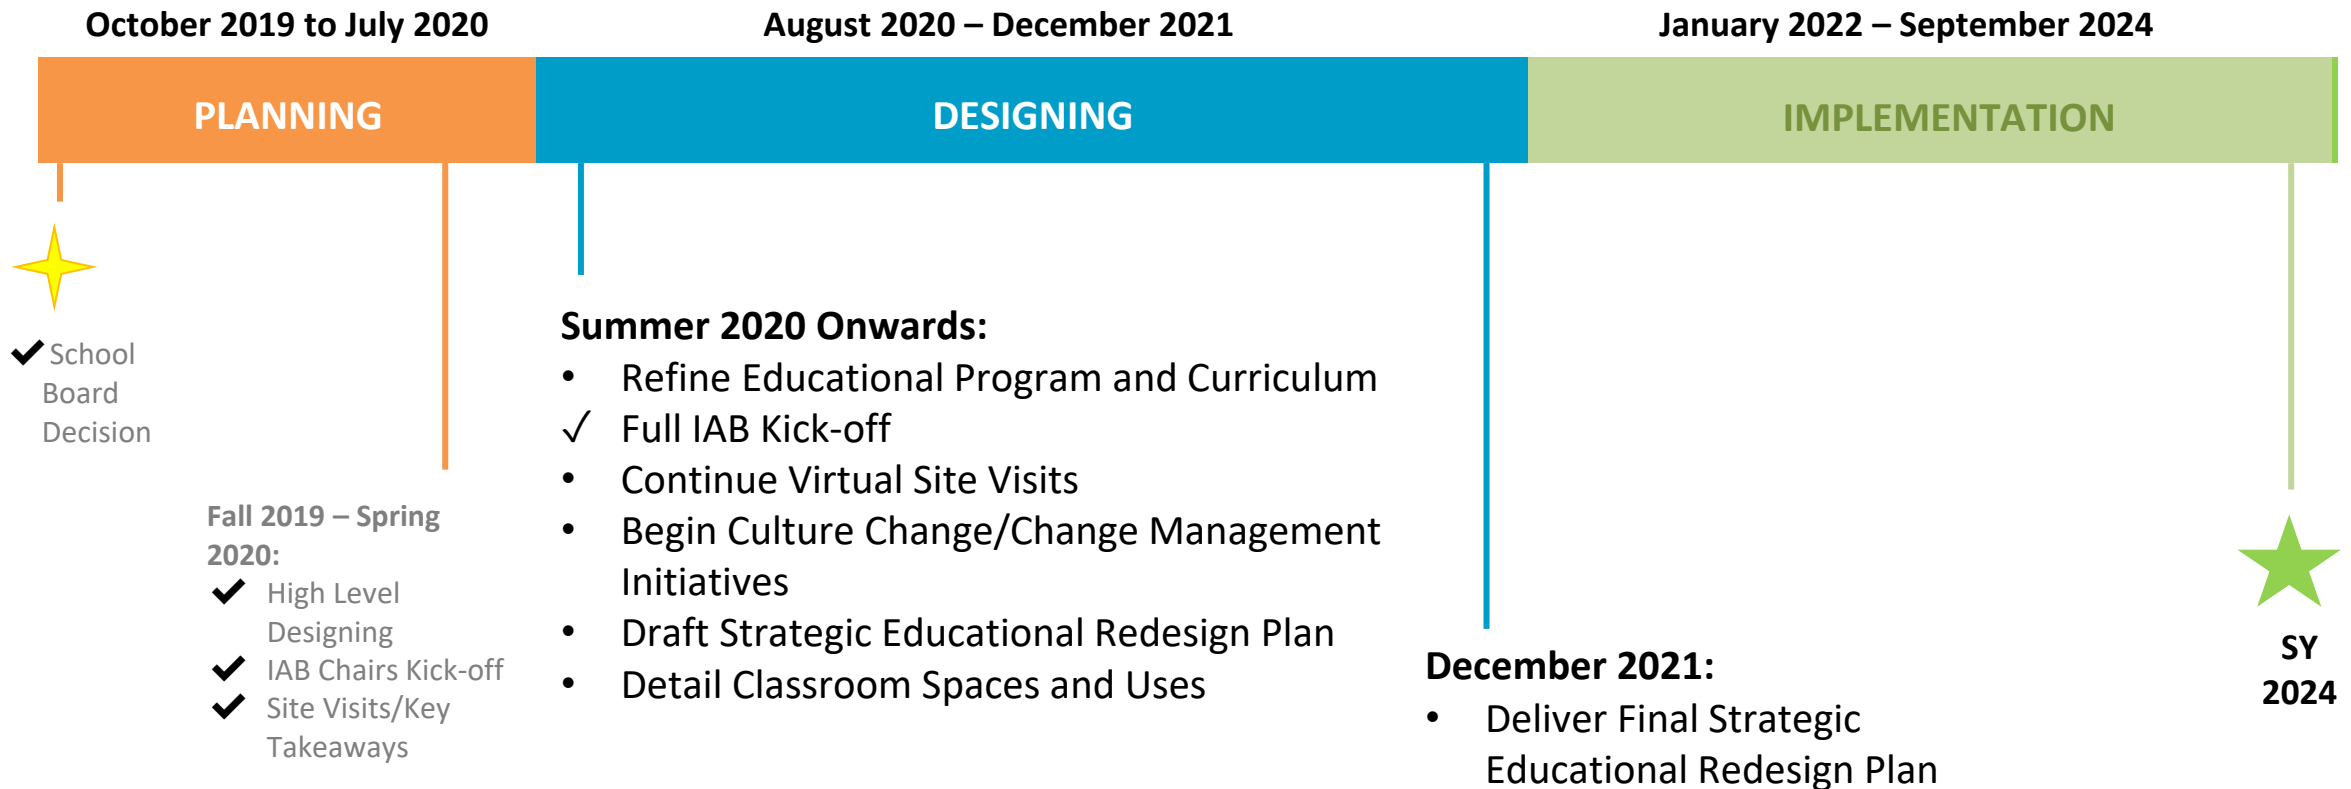 October 2019 to July 2020
August 2020 – December 2021
January 2022 – September 2024
PLANNING
DESIGNING
IMPLEMENTATION
✔ School
Board
Decision
Fall 2019 – Spring
2020:
✔ High Level
Designing
✔ IAB Chairs Kick-off
✔ Site Visits/Key
Takeaways
Summer 2020 Onwards:
• Refine Educational Program and Curriculum
✓ Full IAB Kick-off
• Continue Virtual Site Visits
• Begin Culture Change/Change Management
Initiatives
• Draft Strategic Educational Redesign Plan
• Detail Classroom Spaces and Uses
December 2021:
• Deliver Final Strategic
Educational Redesign Plan
SY
2024